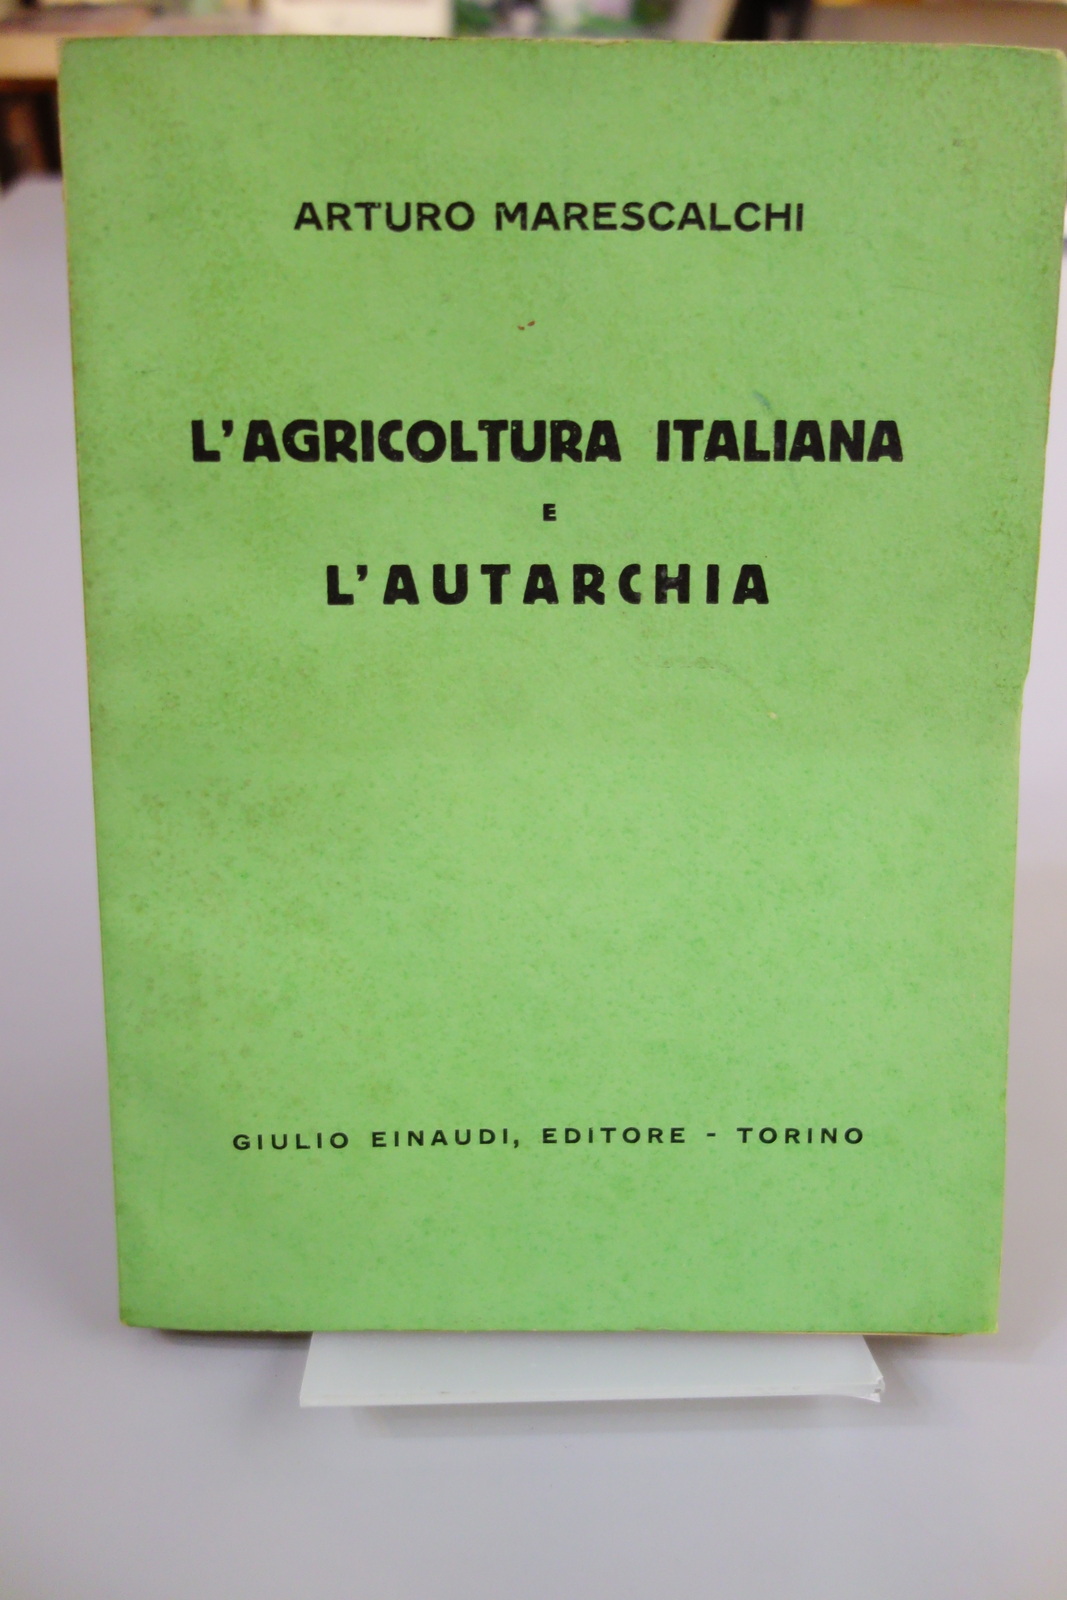 ARTURO MARESCALCHI
L'AGRICOLTURA ITALIANA
E
L'AUTARCHIA
GIULIO EINAUDI, EDITORE - TORINO